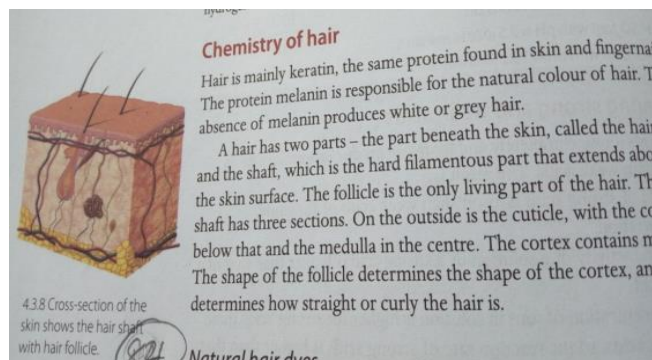 Chemistry of hair
Hair is mainly keratin, the same protein found in skin and fingerna
The protein melanin is responsible for the natural colour of hair. T
absence of melanin produces white or grey hair.
A hair has two parts – the part beneath the skin, called the hai
and the shaft, which is the hard filamentous part that extends abo
the skin surface. The follicle is the only living part of the hair. Th
shaft has three sections. On the outside is the cuticle, with the co
below that and the medulla in the centre. The cortex contains m
The shape of the follicle determines the shape of the cortex, an
determines how straight or curly the hair is.
4.3.8 Cross-section of the
skin shows the hair shaft
with hair follicle.
Natural hair dyes